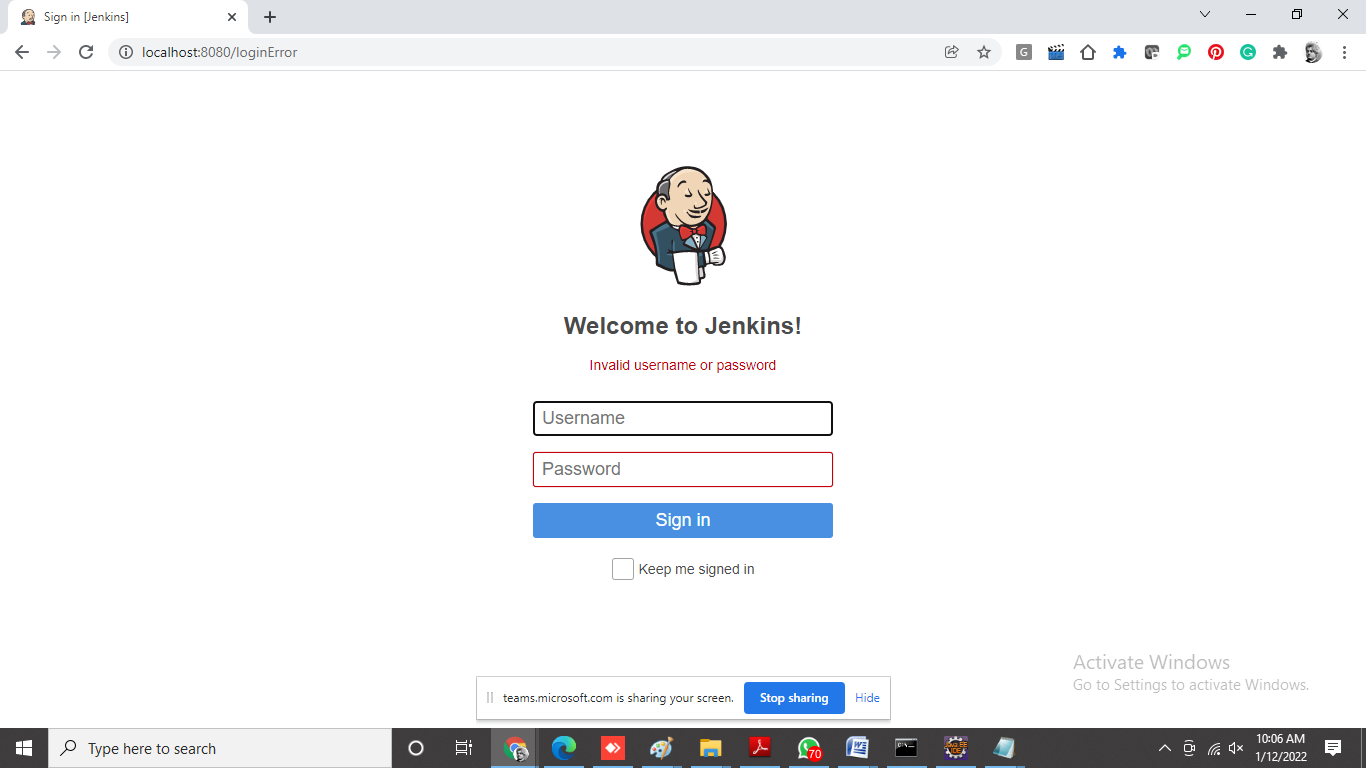 Sign in [Jenkins]
localhost:8080/loginError
G
G
Welcome to Jenkins!
Invalid username or password
Username
Password
Sign in
Keep me signed in
Activate Windows
Go to Settings to activate Windows.
teams.microsoft.com is sharing your screen.
Stop sharing
Hide
Type here to search
70
W
10:06 AM
1/12/2022